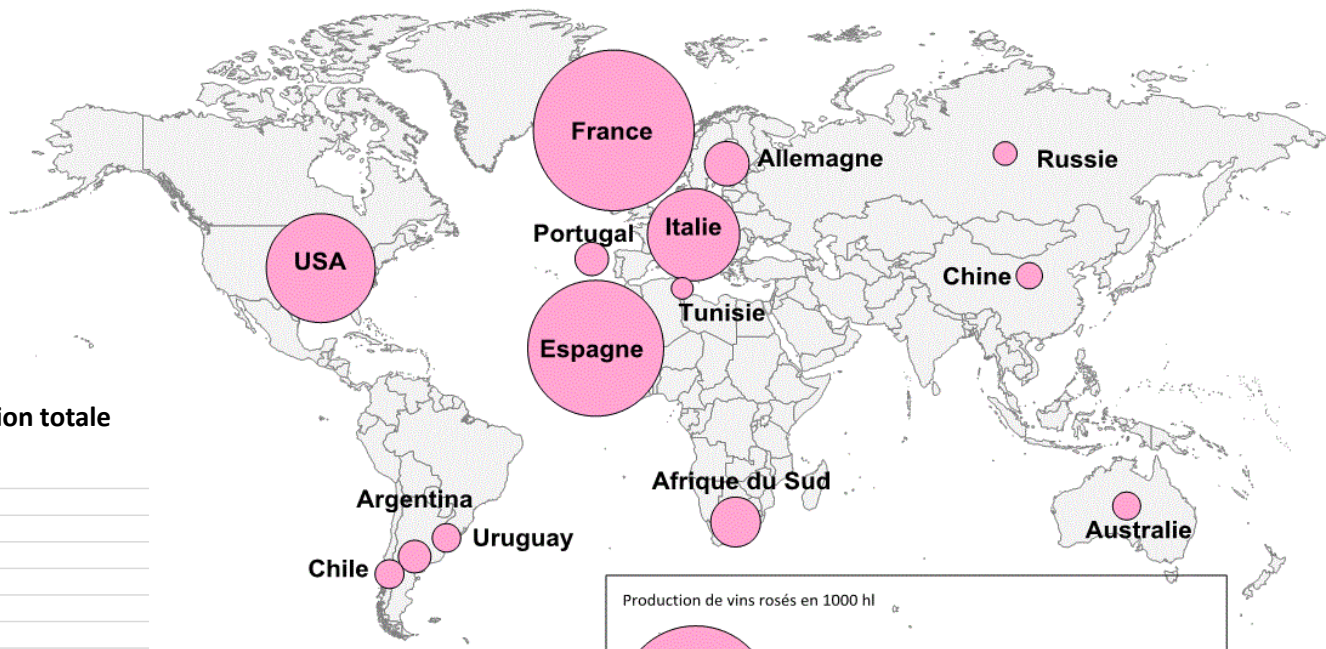 France
Allemagne
Russie
USA
Portugal
Italie
Chine
Tunisie
Espagne
ion totale
Afrique du Sud
Argentina
Uruguay
Australie
Chile
Production de vins rosés en 1000 hl